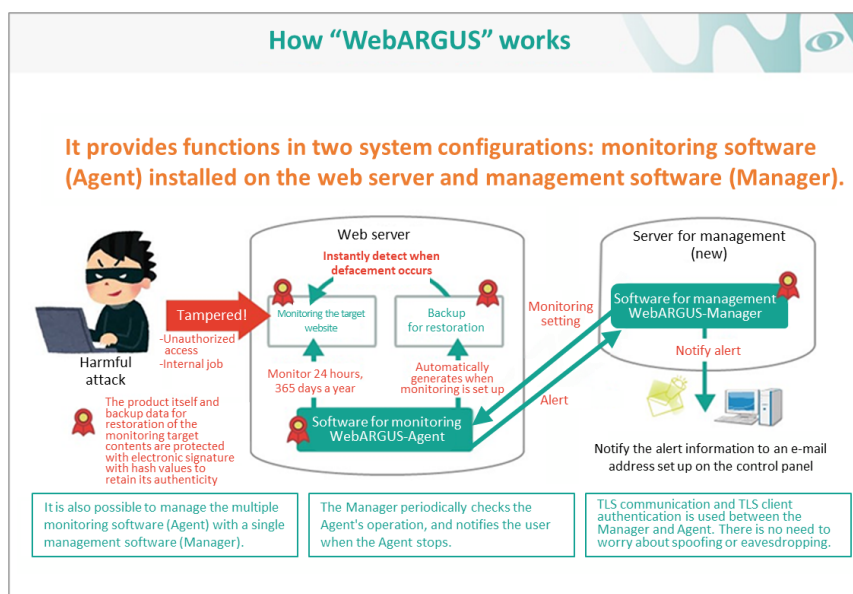 How “WebARGUS” works
It provides functions in two system configurations: monitoring software
(Agent) installed on the web server and management software (Manager).
Web server
Instantly detect when
defacement occurs
Server for management
(new)
Tampered!
Monitoring the target
website
Backup
for restoration
Monitoring
setting
Software for management
WebARGUS-Manager
-Unauthorized
access
-Internal job
Harmful
attack
Monitor 24 hours,
365 days a year
Automatically
generates when
monitoring is set up
Alert
Notify alert
The product itself and
backup data for
restoration of the
monitoring target
contents are protected
with electronic signature
with hash values to
retain its authenticity
Software for monitoring
WebARGUS-Agent
Notify the alert information to an e-mail
address set up on the control panel
It is also possible to manage the multiple
monitoring software (Agent) with a single
management software (Manager).
The Manager periodically checks the
Agent's operation, and notifies the user
when the Agent stops.
TLS communication and TLS client
authentication is used between the
Manager and Agent. There is no need to
worry about spoofing or eavesdropping.